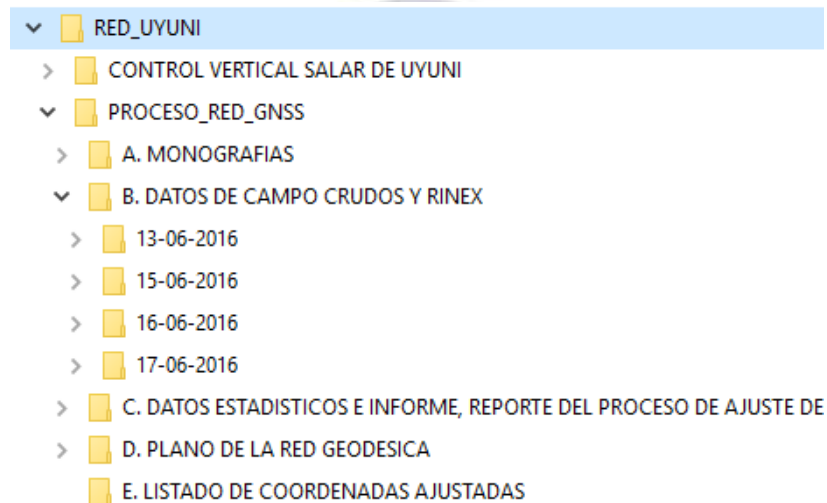 RED_UYUNI
CONTROL VERTICAL SALAR DE UYUNI
PROCESO_RED_GNSS
A. MONOGRAFIAS
B. DATOS DE CAMPO CRUDOS Y RINEX
13-06-2016
15-06-2016
16-06-2016
17-06-2016
C. DATOS ESTADISTICOS E INFORME, REPORTE DEL PROCESO DE AJUSTE DE
D. PLANO DE LA RED GEODESICA
E. LISTADO DE COORDENADAS AJUSTADAS